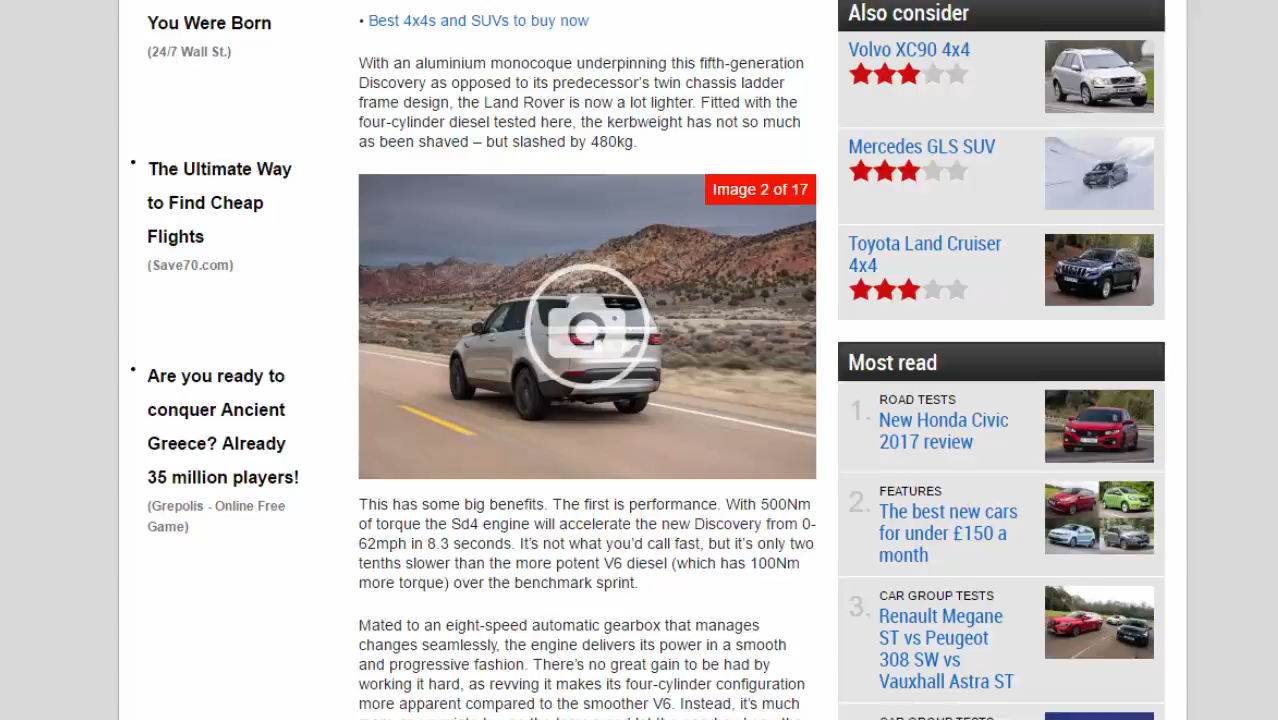 You Were Born
(24/7 Wall St.)
The Ultimate Way
to Find Cheap
Flights
(Save70.com)
Are you ready to
conquer Ancient
Greece? Already
35 million players!
(Grepolis - Online Free
Game)
• Best 4x4s and SUVs to buy now
With an aluminium monocoque underpinning this fifth-generation
Discovery as opposed to its predecessor’s twin chassis ladder
frame design, the Land Rover is now a lot lighter. Fitted with the
four-cylinder diesel tested here, the kerbweight has not so much
as been shaved – but slashed by 480kg.
Image 2 of 17
This has some big benefits. The first is performance. With 500Nm
of torque the Sd4 engine will accelerate the new Discovery from 0-
62mph in 8.3 seconds. It’s not what you’d call fast, but it’s only two
tenths slower than the more potent V6 diesel (which has 100Nm
more torque) over the benchmark sprint.
Mated to an eight-speed automatic gearbox that manages
changes seamlessly, the engine delivers its power in a smooth
and progressive fashion. There’s no great gain to be had by
working it hard, as revving it makes its four-cylinder configuration
more apparent compared to the smoother V6. Instead, it’s much
Also consider
Volvo XC90 4x4
Mercedes GLS SUV
Toyota Land Cruiser
4x4
Most read
1.
ROAD TESTS
New Honda Civic
2017 review
2.
FEATURES
The best new cars
for under £150 a
month
3.
CAR GROUP TESTS
Renault Megane
ST vs Peugeot
308 SW vs
Vauxhall Astra ST
CAR GROUP TESTS